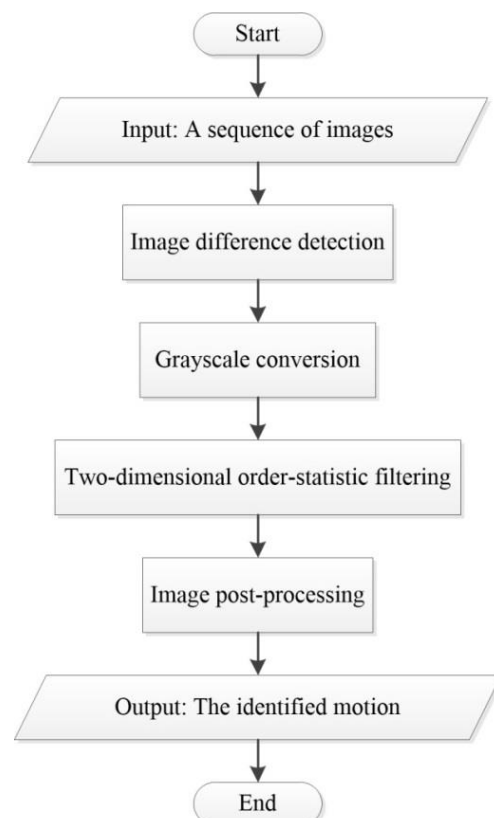 Start
Input: A sequence of images
Image difference detection
Grayscale conversion
Two-dimensional order-statistic filtering
Image post-processing
Output: The identified motion
End